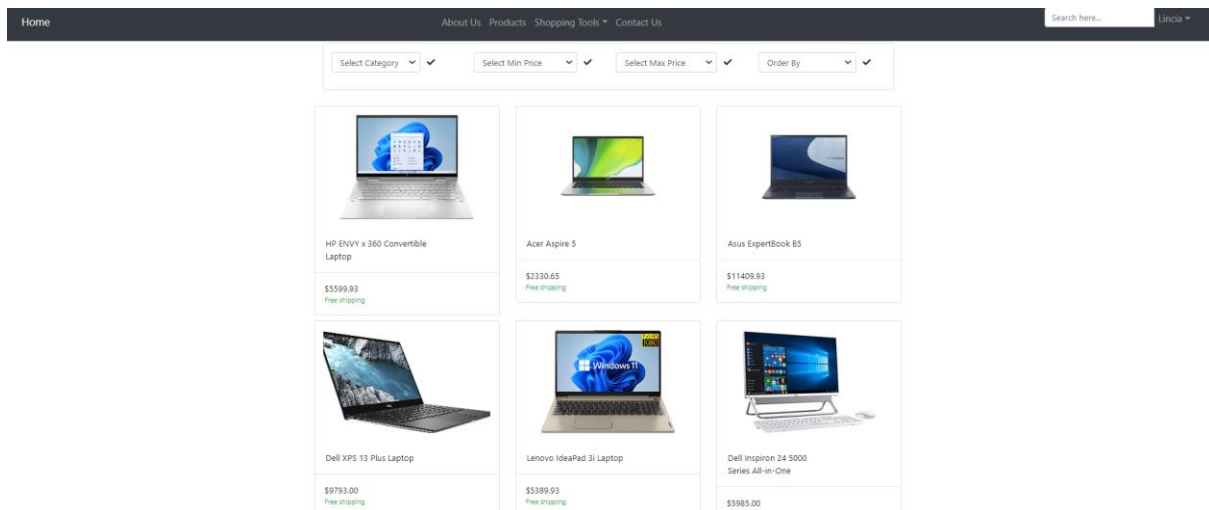 Home
About Us Products Shopping Tools Contact Us
Search here...
Lincia
Select Category
Select Min Price
Select Max Price
Order By
HP ENVY x 360 Convertible
Laptop
$5599.93
Free shipping
Acer Aspire 5
$2330.65
Free shipping
Asus ExpertBook B5
$11409.93
Free shipping
Dell XPS 13 Plus Laptop
$9793.00
Free shipping
Windows 11
Lenovo IdeaPad 3i Laptop
$5389.93
Free shipping
Dell Inspiron 24 5000
Series All-in-One
$5985.00